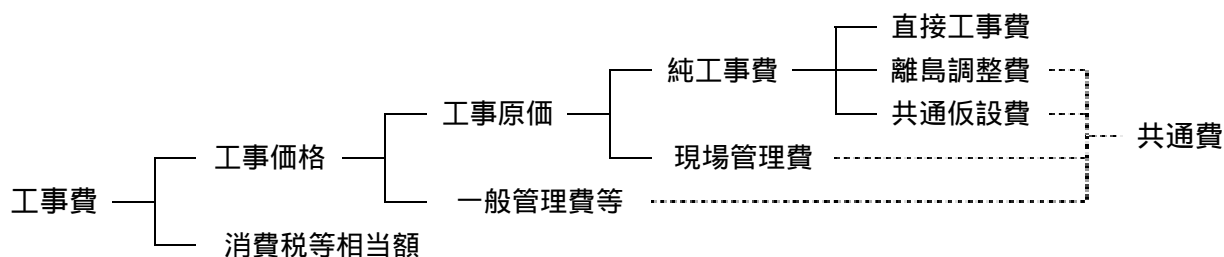 直接工事費
純工事費
離島調整費
工事原価
共通仮設費
共通費
工事価格
現場管理費
工事費
一般管理費等
消費税等相当額